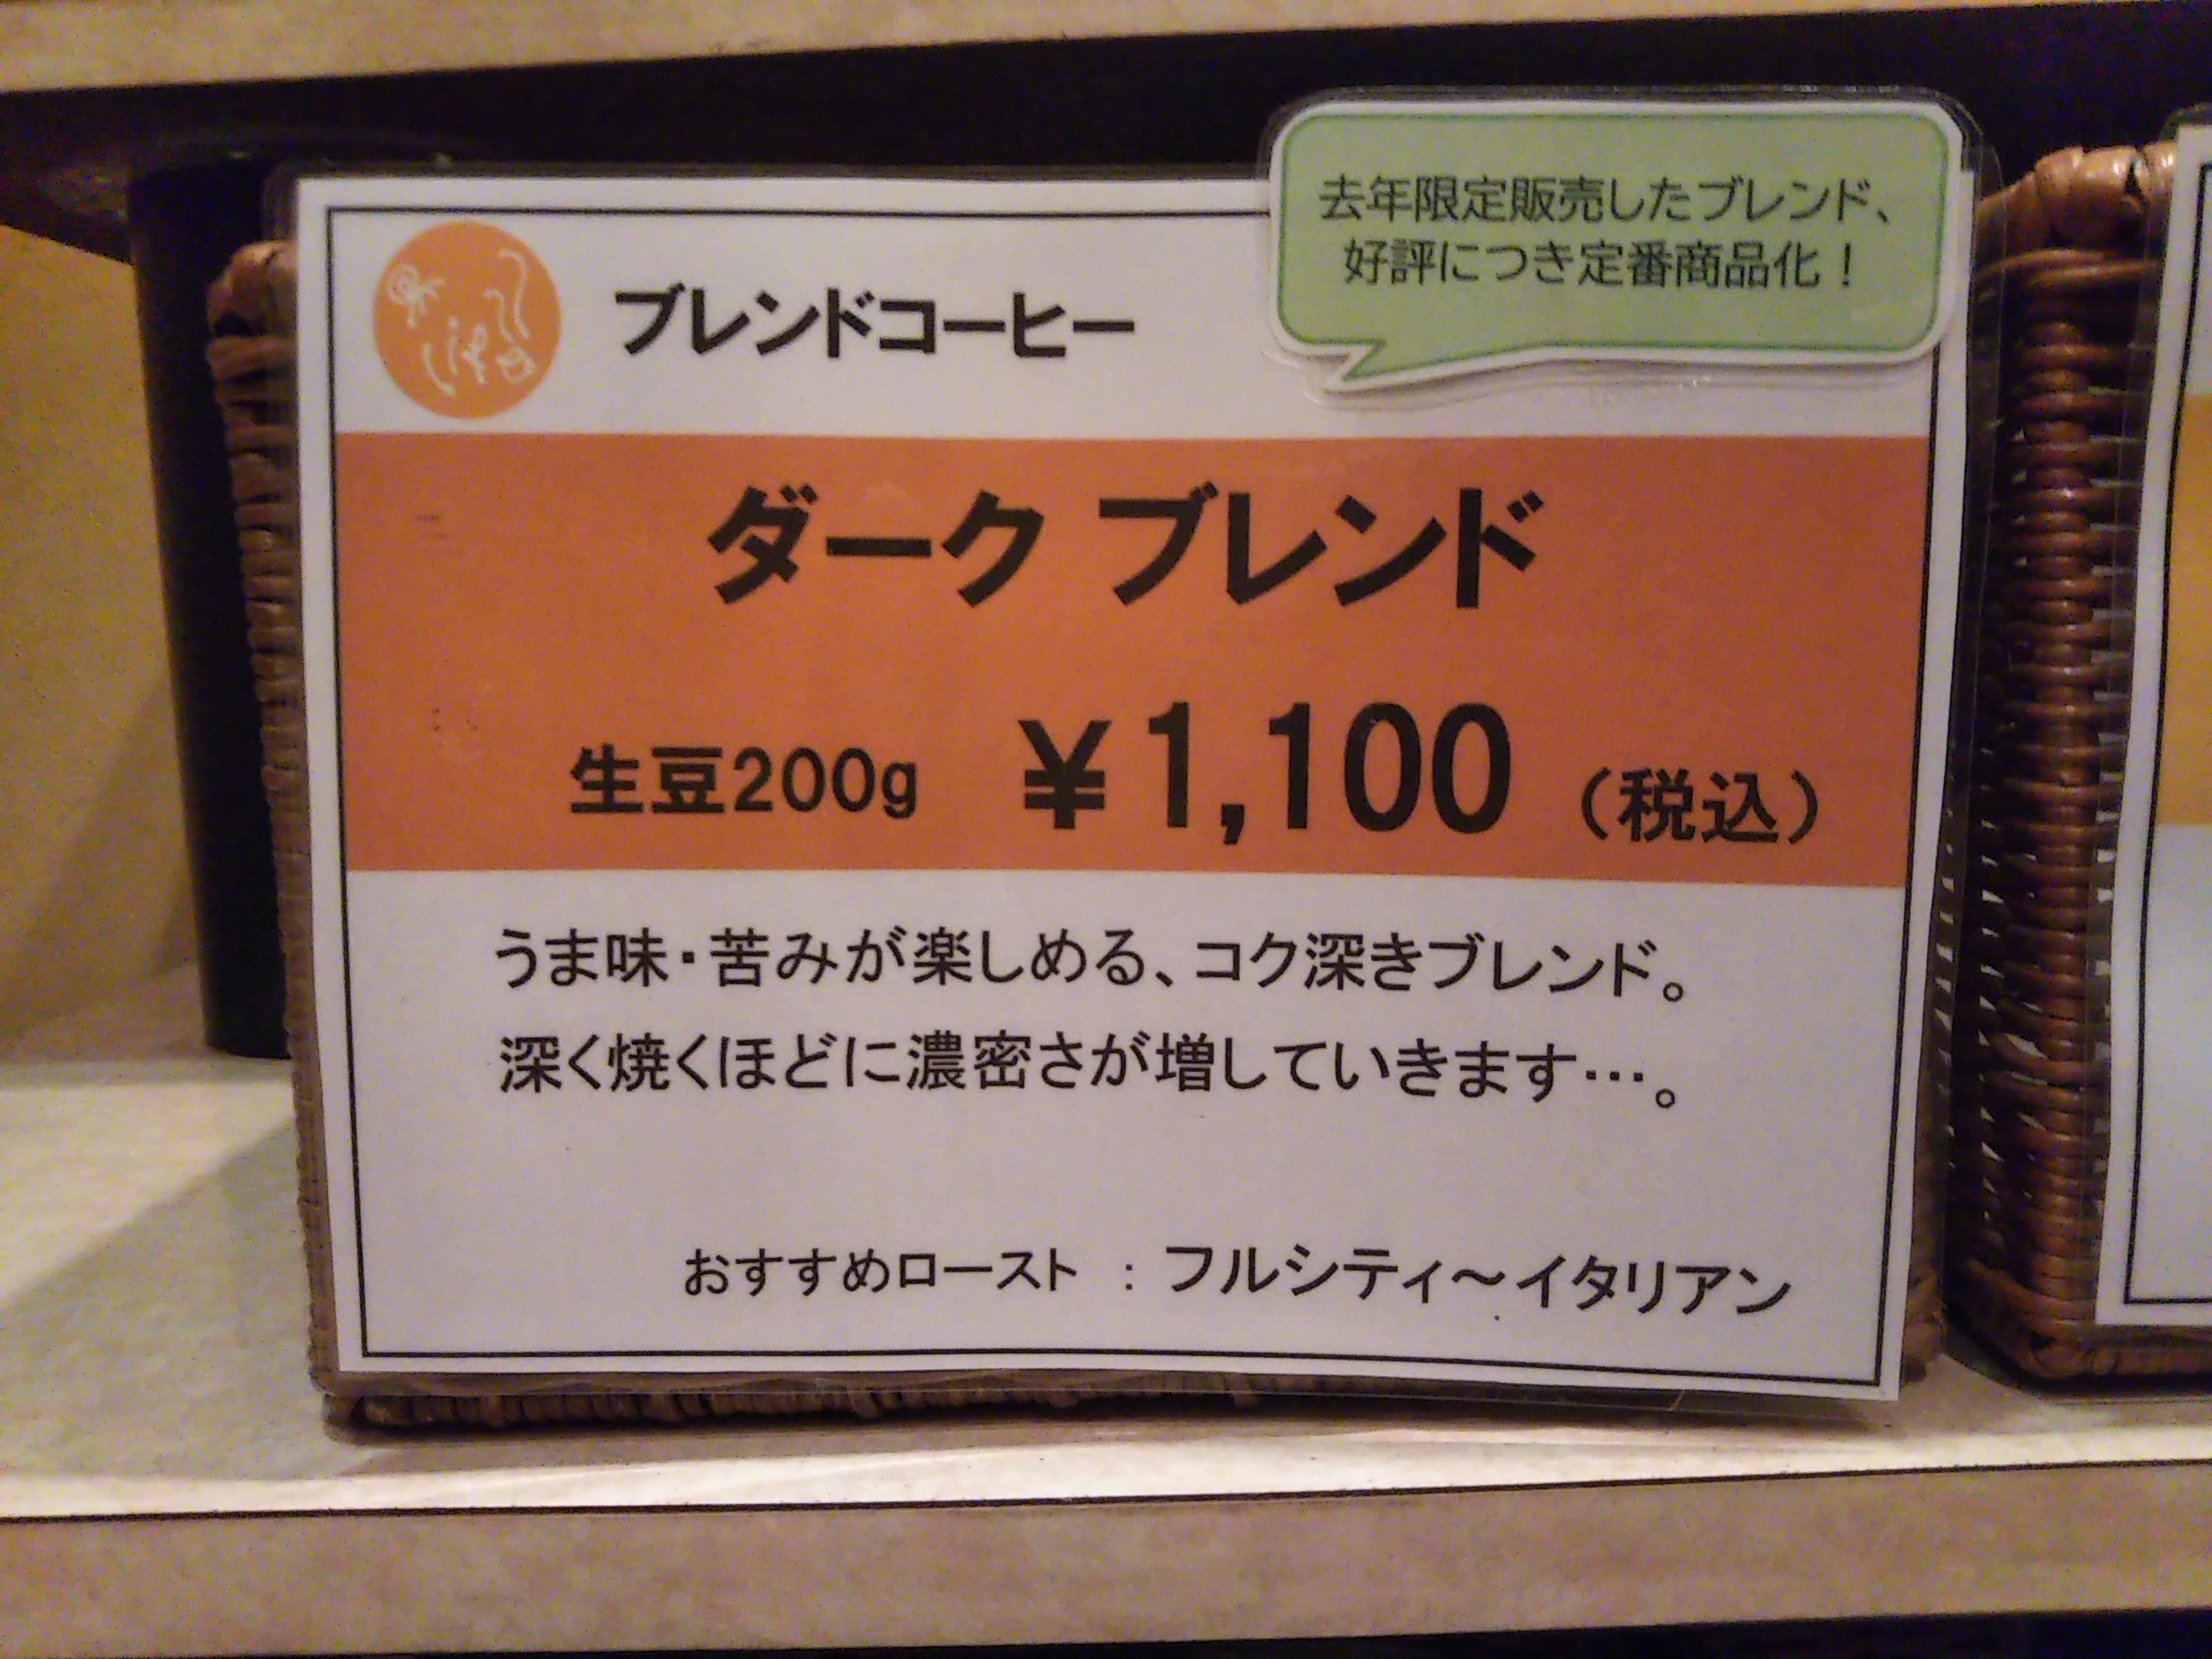 去年限定販売したブレンド、
好評につき定番商品化！
ブレンドコーヒー
ダーク ブレンド
生豆200g ¥1,100（税込）
うま味・苦みが楽しめる、コク深きブレンド。
深く焼くほどに濃密さが増していきます…。
おすすめロースト ：フルシティ～イタリアン